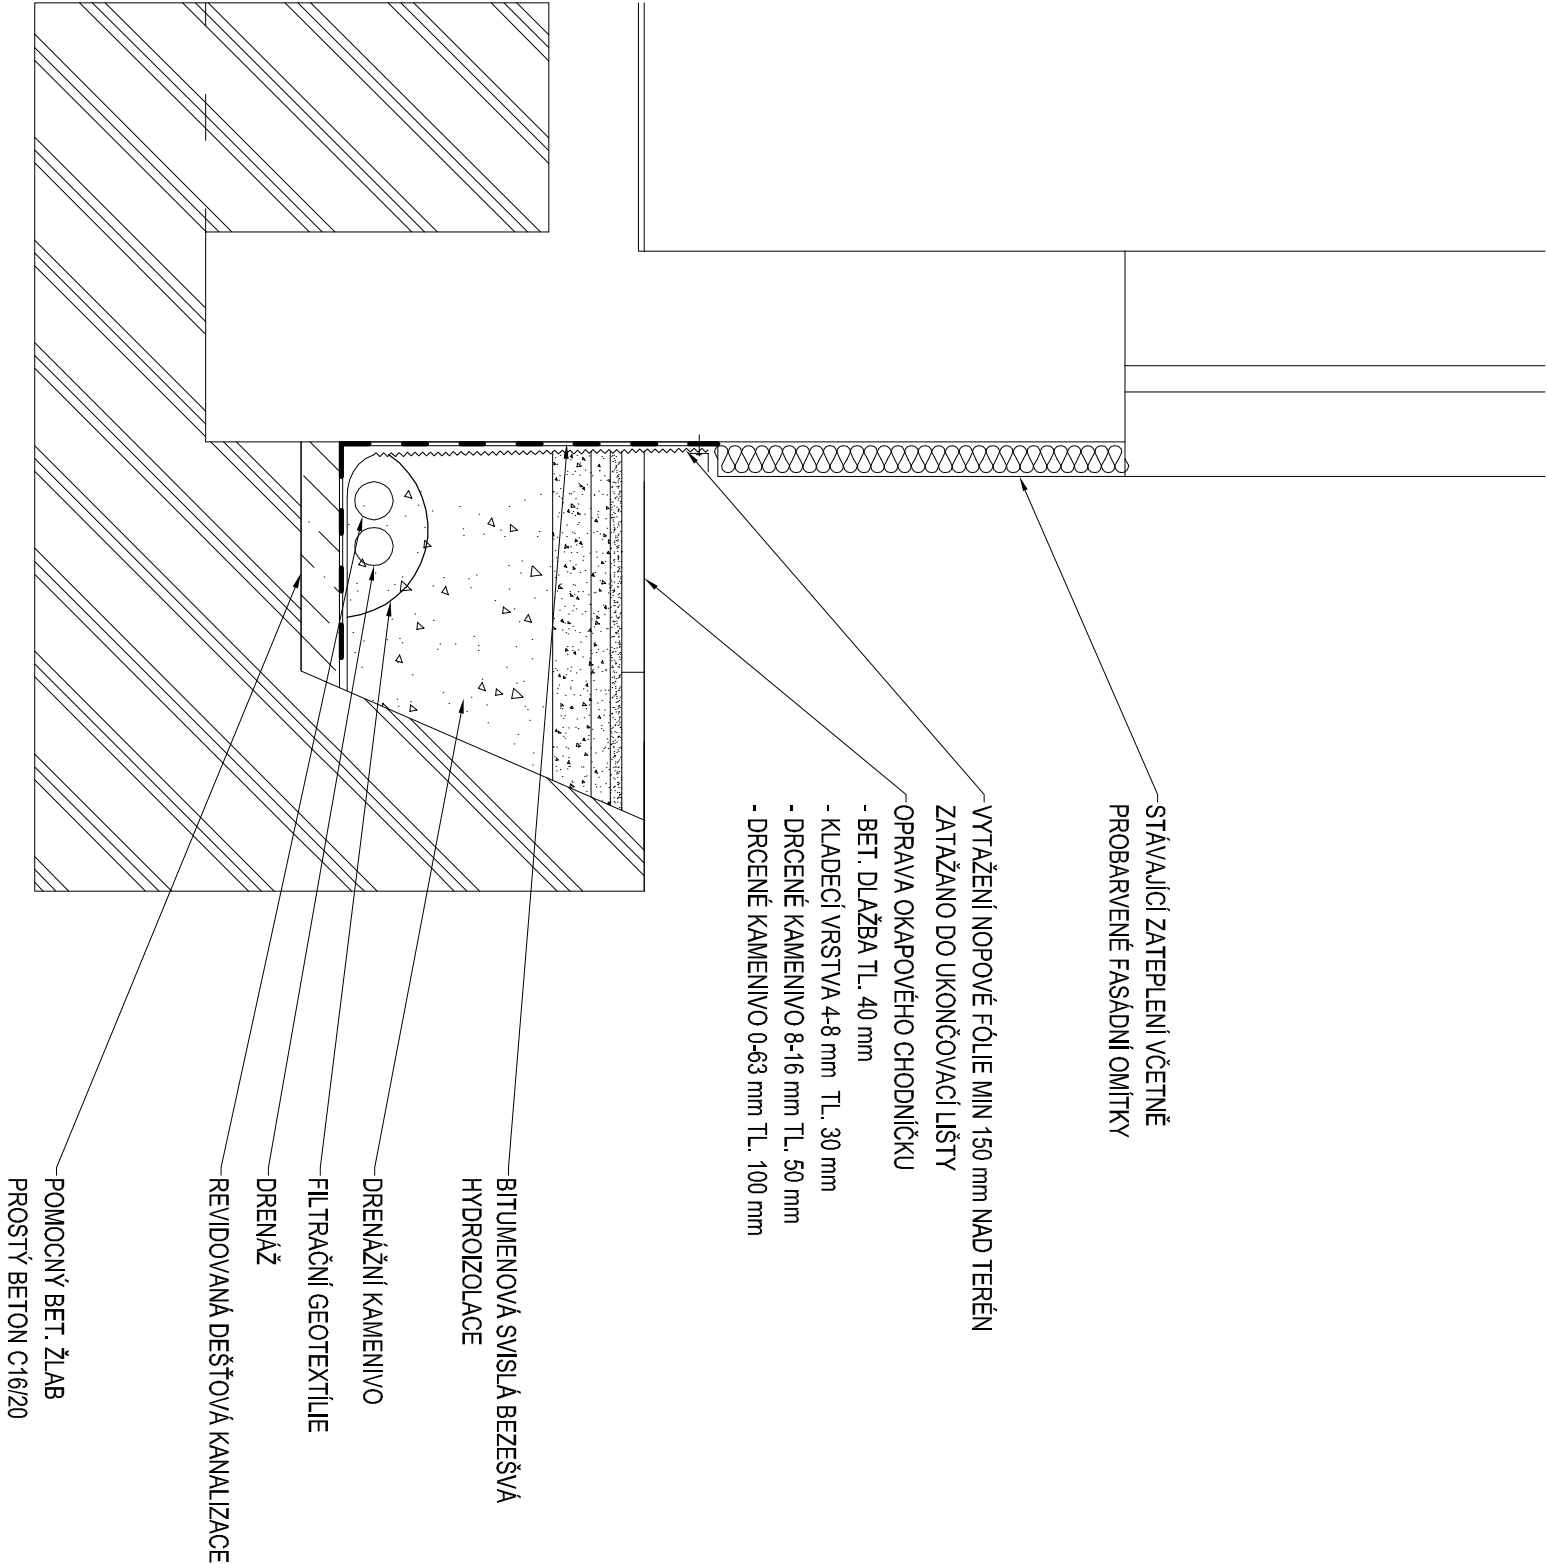 STÁVAJÍCÍ ZATEPLENÍ VČETNĚ
PROBARVENÉ FASÁDNÍ OMÍTKY
VYTAŽENÍ NOPOVÉ FÓLIE MIN 150 mm NAD TERÉN
ZATAŽANO DO UKONČOVACÍ LIŠTY
OPRAVA OKAPOVÉHO CHODNÍČKU
- BET. DLAŽBA TL. 40 mm
- KLADECÍ VRSTVA 4-8 mm TL. 30 mm
- DRCENÉ KAMENIVO 8-16 mm TL. 50 mm
- DRCENÉ KAMENIVO 0-63 mm TL. 100 mm
BITUMENOVÁ SVISLÁ BEZEŠVÁ
HYDROIZOLACE
DRENÁŽNÍ KAMENIVO
FILTRAČNÍ GEOTEXTÍLIE
DRENÁŽ
REVIDOVANÁ DEŠŤOVÁ KANALIZACE
POMOCNÝ BET. ŽLAB
PROSTÝ BETON C16/20